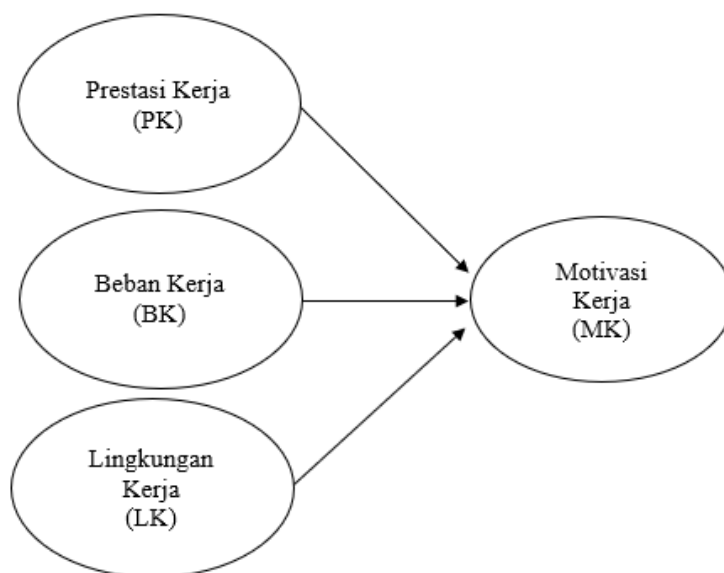 Prestasi Kerja
(PK)
Beban Kerja
(BK)
Lingkungan
Kerja
(LK)
Motivasi
Kerja
(MK)